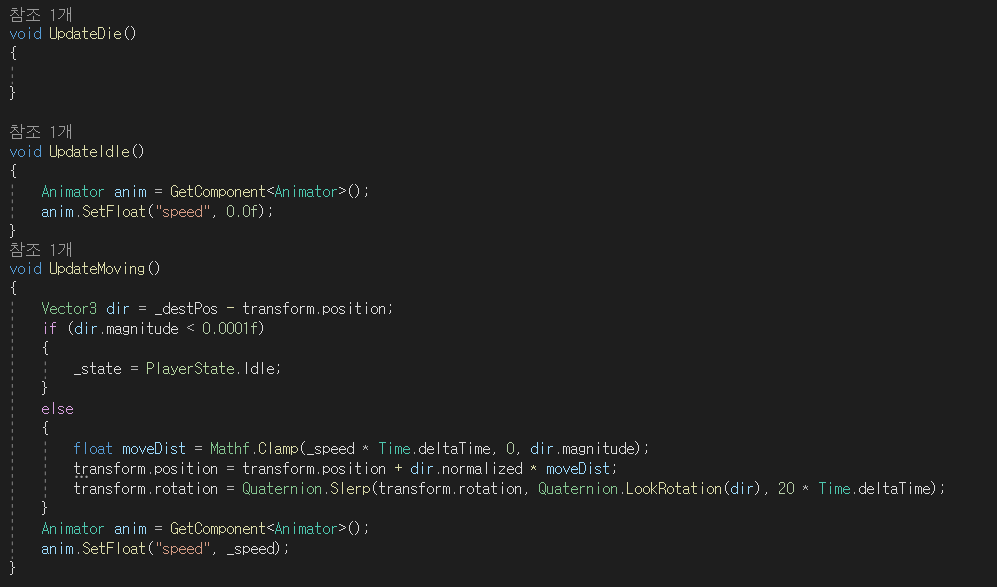 참조 1개
void UpdateDie()
{
}
참조 1개
void UpdateIdle()
{
Animator anim = GetComponent<Animator>();
anim.SetFloat("speed", 0.0f);
}
참조 1개
void UpdateMoving()
{
Vector3 dir = _destPos - transform.position;
if (dir.magnitude < 0.0001f)
{
_state = PlayerState.Idle;
}
else
{
float moveDist = Mathf.Clamp(_speed * Time.deltaTime, 0, dir.magnitude);
transform.position = transform.position + dir.normalized * moveDist;
transform.rotation = Quaternion.Slerp(transform.rotation, Quaternion.LookRotation(dir), 20 * Time.deltaTime);
}
Animator anim = GetComponent<Animator>();
anim.SetFloat("speed", _speed);
}